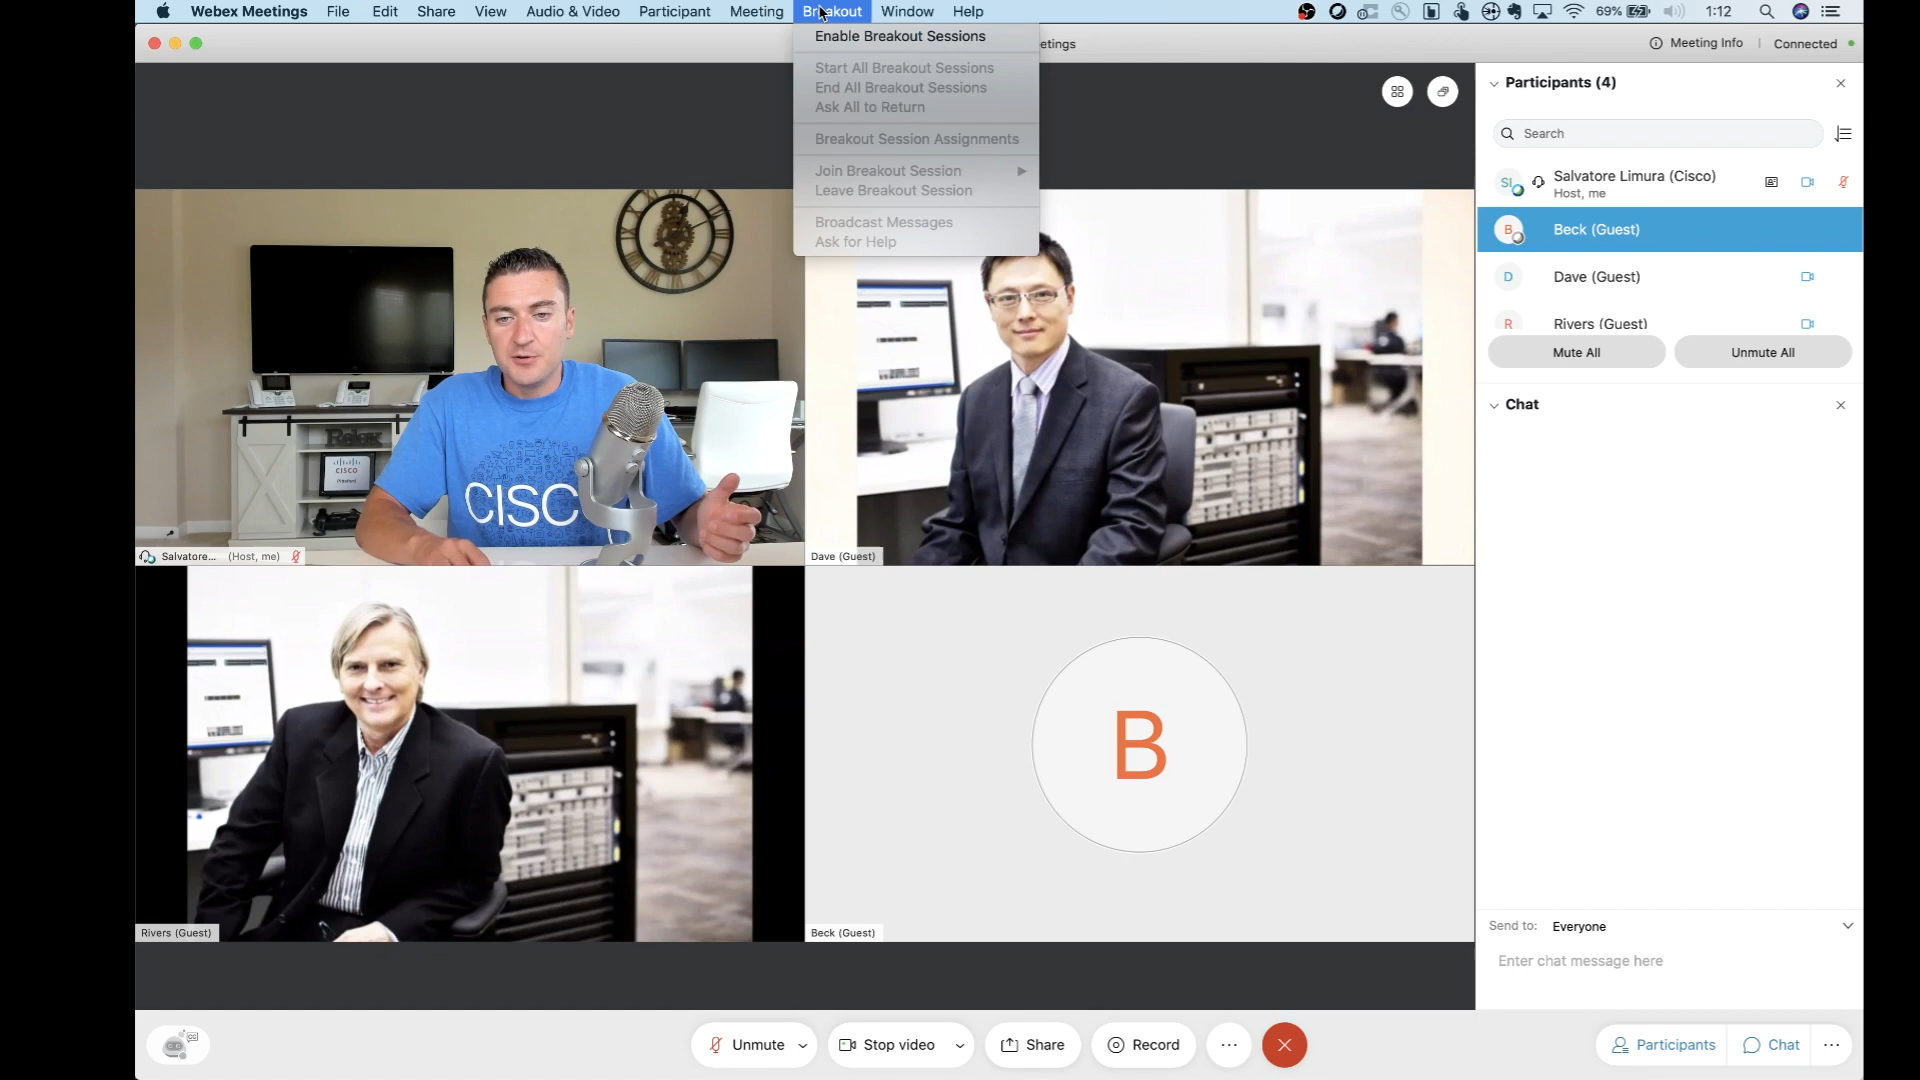 Webex Meetings File Edit Share View Audio & Video Participant Meeting Breakout Window Help
69% 1:12
etings
Meeting Info | Connected
Enable Breakout Sessions
Start All Breakout Sessions
End All Breakout Sessions
Ask All to Return
Breakout Session Assignments
Join Breakout Session
Leave Breakout Session
Broadcast Messages
Ask for Help
Relax
CISCO
CISC
Salvatore... (Host, me)
Dave (Guest)
Rivers (Guest)
B
Beck (Guest)
Participants (4)
Search
SL
Salvatore Limura (Cisco)
Host, me
B
Beck (Guest)
D
Dave (Guest)
R
Rivers (Guest)
Mute All
Unmute All
Chat
Send to: Everyone
Enter chat message here
CC
Unmute
Stop video
Share
Record
Participants
Chat